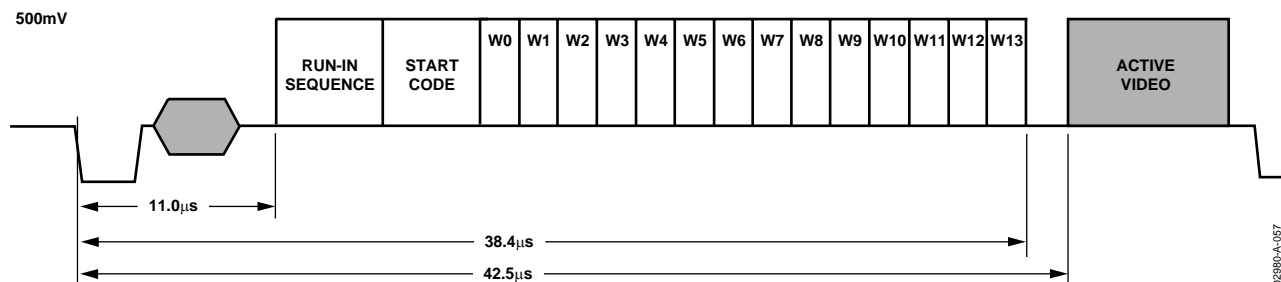 500mV
RUN-IN
SEQUENCE
START
CODE
W0 W1 W2 W3 W4 W5 W6 W7 W8 W9 W10 W11 W12 W13
ACTIVE
VIDEO
11.0μs
38.4μs
42.5μs
02980-A-057